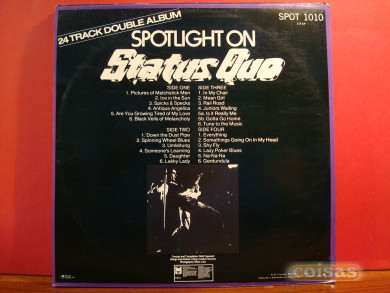 24 TRACK DOUBLE ALBUM
SPOT 1010
SPOTLIGHT ON
Status Quo
SIDE ONE
1. Pictures of Matchstick Men
2. Ice in the Sun
3. Spicks & Specks
4. Antique Angelica
5. Are You Growing Tired of My Love
6. Black Veils of Melancholy
SIDE TWO
1. Down the Dust Pipe
2. Spinning Wheel Blues
3. Umleitung
4. Someone's Learning
5. Daughter
6. Lakky Lady
SIDE THREE
1. In My Chair
2. Mean Girl
3. Rail Road
4. Juniors Wailing
5a. Is it Really Me
5b. Gotta Go Home
6. Tune to the Music
SIDE FOUR
1. Everything
2. Somethings Going On in My Head
3. Shy Fly
4. Lazy Poker Blues
5. Na-Na-Na
6. Gerdundula
coisas